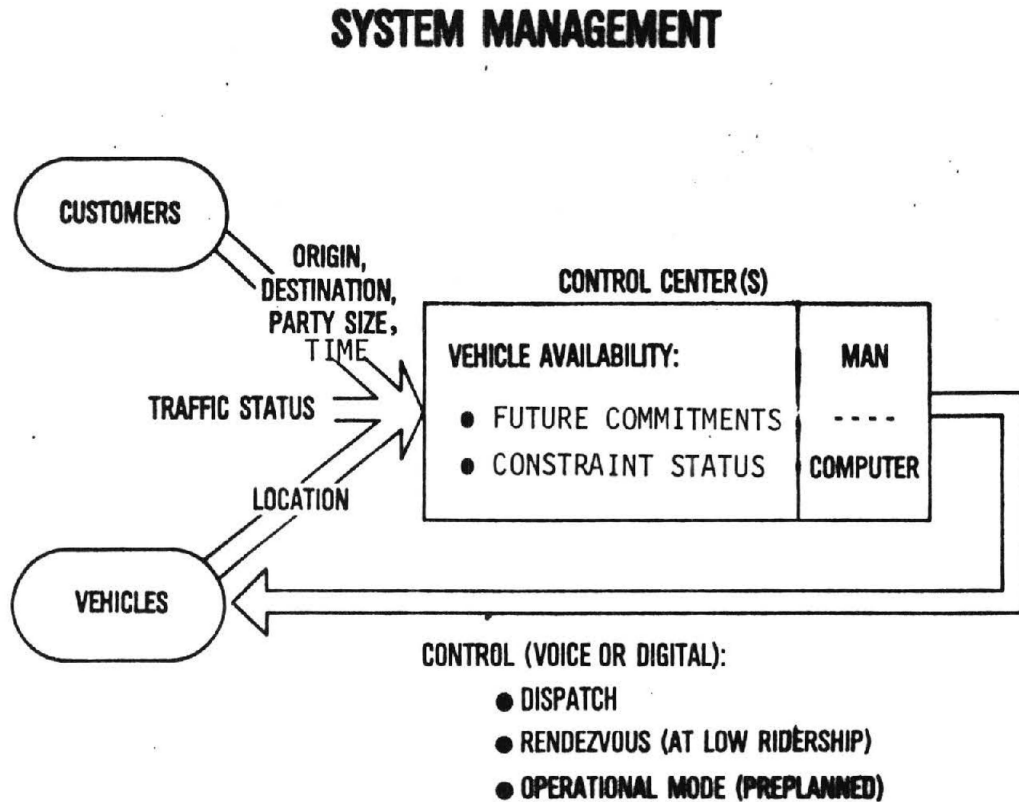 SYSTEM MANAGEMENT
CUSTOMERS
ORIGIN,
DESTINATION,
PARTY SIZE,
TIME
TRAFFIC STATUS
LOCATION
VEHICLES
CONTROL CENTER(S)
VEHICLE AVAILABILITY:
● FUTURE COMMITMENTS
● CONSTRAINT STATUS
MAN
----
COMPUTER
CONTROL (VOICE OR DIGITAL):
● DISPATCH
● RENDEZVOUS (AT LOW RIDERSHIP)
● OPERATIONAL MODE (PREPLANNED)